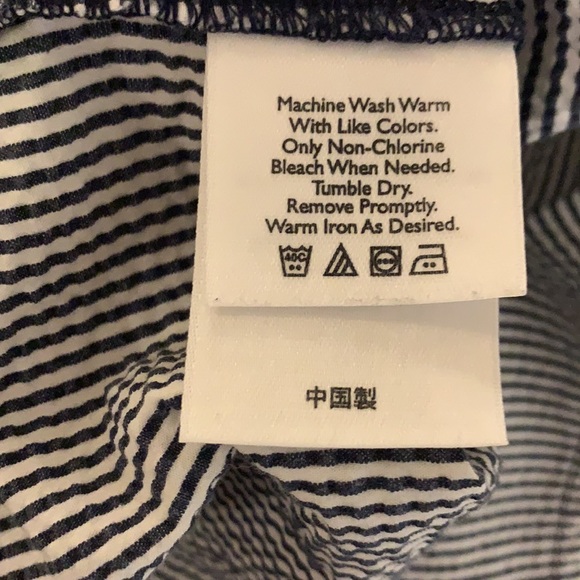 Machine Wash Warm
With Like Colors.
Only Non-Chlorine
Bleach When Needed.
Tumble Dry.
Remove Promptly.
Warm Iron As Desired.
40C
中国製